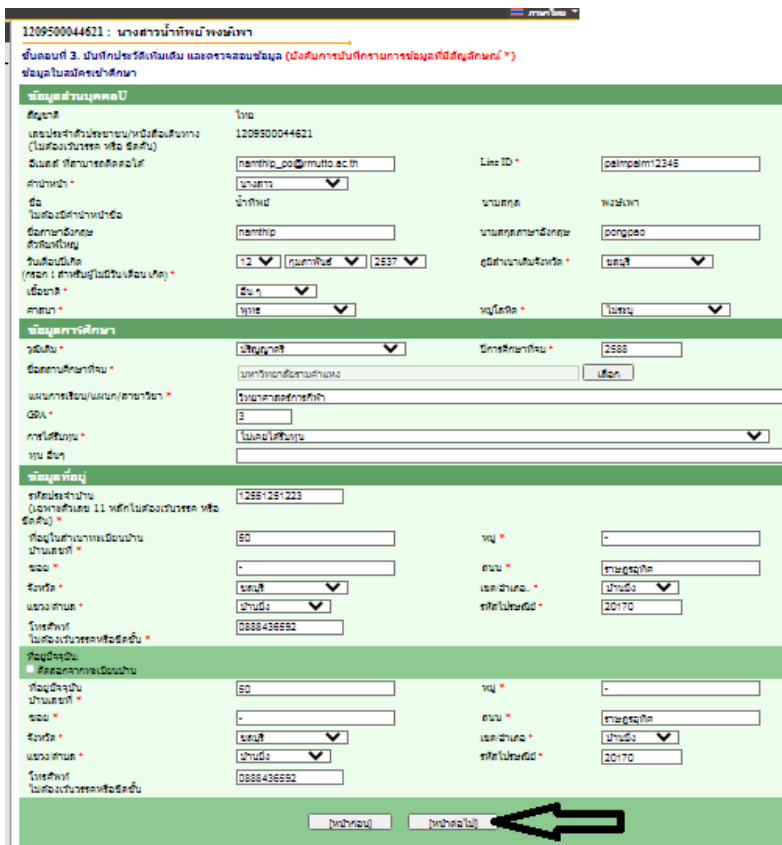 ภาษาไทย
1209500044621 : นางสาวน้ำทิพย์ พงษ์เพา
ขั้นตอนที่ 3. บันทึกประวัติเพิ่มเติม และตรวจสอบข้อมูล (บังคับการบันทึกรายการข้อมูลที่มีสัญลักษณ์ *)
ข้อมูลใบสมัครเข้าศึกษา
ข้อมูลส่วนบุคคล
สัญชาติ ไทย
เลขประจำตัวประชาชน/หนังสือเดินทาง 1209500044621
(ไม่ต้องเว้นวรรค หรือ ขีดคั่น)
อีเมลล์ ที่สามารถติดต่อได้ namthip_po@rmutto.ac.th Line ID * palmpalm12345
คำนำหน้า * นางสาว
ชื่อ น้ำทิพย์ นามสกุล พงษ์เพา
ไม่ต้องมีคำนำหน้าชื่อ
ชื่อภาษาอังกฤษ namthip นามสกุลภาษาอังกฤษ pongpao
ตัวพิมพ์ใหญ่
วันเดือนปีเกิด 12 กุมภาพันธ์ 2537 ภูมิลำเนาเดิมจังหวัด * ชลบุรี
(กรอก 1 สำหรับผู้ไม่มีวัน/เดือน เกิด) *
เชื้อชาติ * อื่น ๆ
ศาสนา * พุทธ หมู่โลหิต * ไม่ระบุ
ข้อมูลการศึกษา
วุฒิเดิม * ปริญญาตรี ปีการศึกษาที่จบ * 2588
ชื่อสถานศึกษาที่จบ * มหาวิทยาลัยรามคำแหง เลือก
แผนการเรียน/แผนก/สาขาวิชา * วิทยาศาสตร์การกีฬา
GPA * 3
การได้รับทุน * ไม่เคยได้รับทุน
ทุน อื่นๆ
ข้อมูลที่อยู่
รหัสประจำบ้าน 12551251223
(เฉพาะตัวเลข 11 หลักไม่ต้องเว้นวรรค หรือ
ขีดคั่น) *
ที่อยู่ในสำเนาทะเบียนบ้าน 50 หมู่ * -
บ้านเลขที่ *
ซอย * - ถนน * ราษฎรอุทิศ
จังหวัด * ชลบุรี เขต/อำเภอ.. * บ้านบึง
แขวง/ตำบล * บ้านบึง รหัสไปรษณีย์ * 20170
โทรศัพท์ 0888436592
ไม่ต้องเว้นวรรคหรือขีดขั้น *
ที่อยู่ปัจจุบัน:
คัดลอกจากทะเบียนบ้าน
ที่อยู่ปัจจุบัน 50 หมู่ * -
บ้านเลขที่ *
ซอย * - ถนน * ราษฎรอุทิศ
จังหวัด * ชลบุรี เขต/อำเภอ * บ้านบึง
แขวง/ตำบล * บ้านบึง รหัสไปรษณีย์ * 20170
โทรศัพท์ 0888436592
ไม่ต้องเว้นวรรคหรือขีดคั่น
[หน้าก่อน] [หน้าต่อไป]